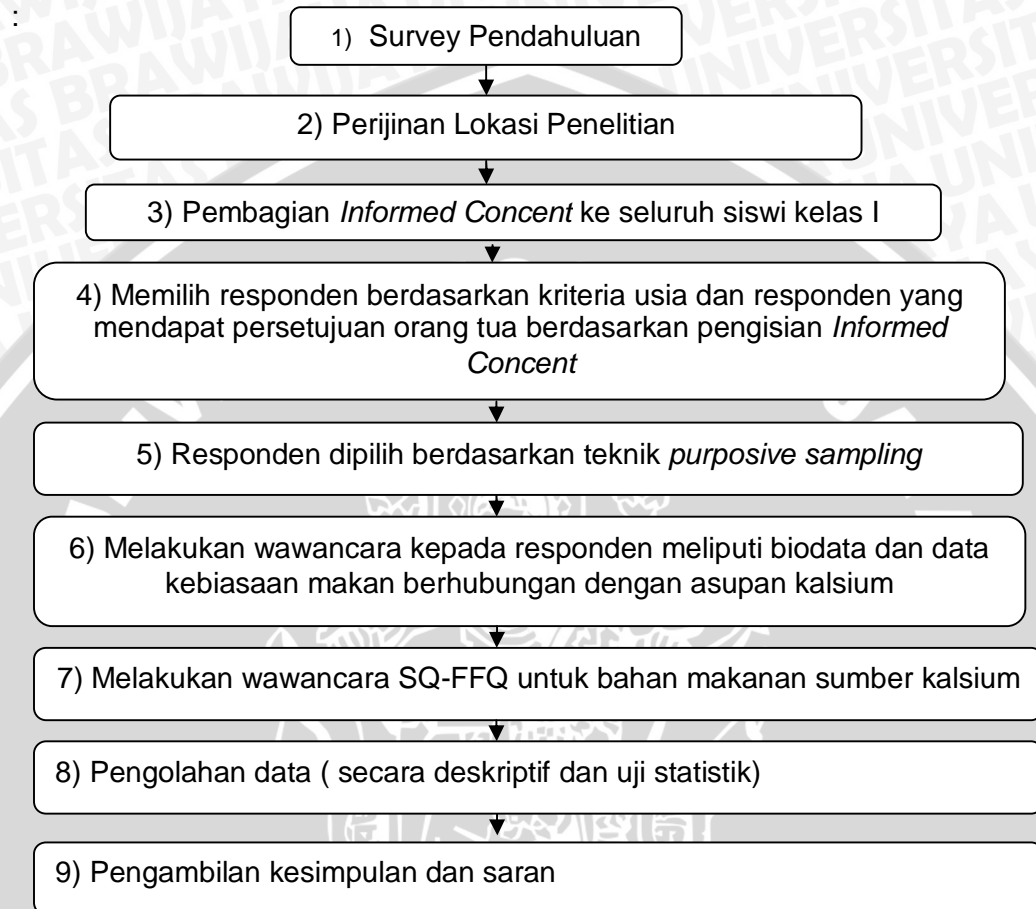 :
1) Survey Pendahuluan
2) Perijinan Lokasi Penelitian
3) Pembagian Informed Concent ke seluruh siswi kelas I
4) Memilih responden berdasarkan kriteria usia dan responden yang
mendapat persetujuan orang tua berdasarkan pengisian Informed
Concent
5) Responden dipilih berdasarkan teknik purposive sampling
6) Melakukan wawancara kepada responden meliputi biodata dan data
kebiasaan makan berhubungan dengan asupan kalsium
7) Melakukan wawancara SQ-FFQ untuk bahan makanan sumber kalsium
8) Pengolahan data ( secara deskriptif dan uji statistik)
9) Pengambilan kesimpulan dan saran